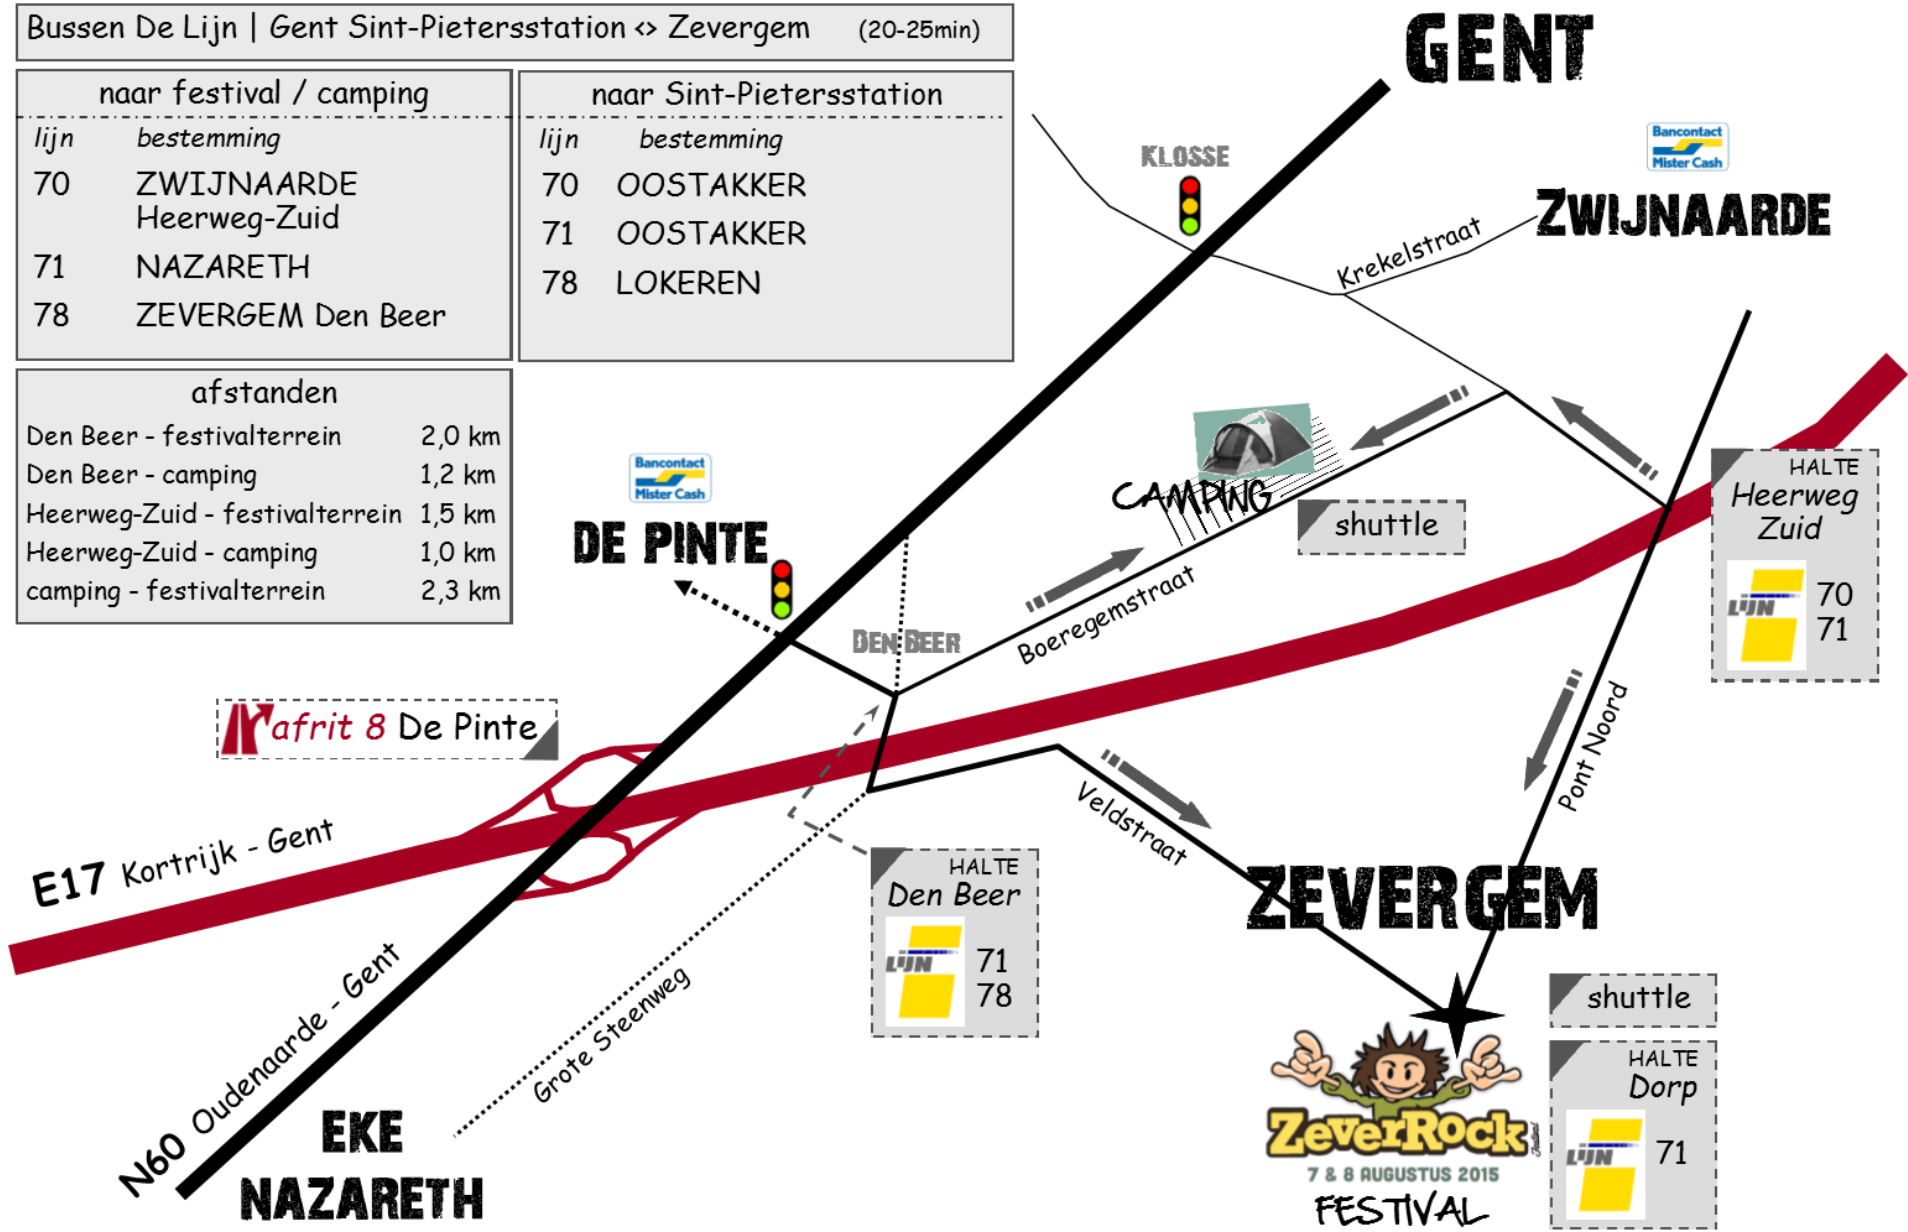 Bussen De Lijn | Gent Sint-Pietersstation <> Zevergem (20-25min)
naar festival / camping
lijn bestemming
70 ZWIJNAARDE
Heerweg-Zuid
71 NAZARETH
78 ZEVERGEM Den Beer
naar Sint-Pietersstation
lijn bestemming
70 OOSTAKKER
71 OOSTAKKER
78 LOKEREN
afstanden
Den Beer - festivalterrein 2,0 km
Den Beer - camping 1,2 km
Heerweg-Zuid - festivalterrein 1,5 km
Heerweg-Zuid - camping 1,0 km
camping - festivalterrein 2,3 km
GENT
KLOSSE
Bancontact
Mister Cash
ZWIJNAARDE
Krekelstraat
Bancontact
Mister Cash
DE PINTE
CAMPING
shuttle
HALTE
Heerweg
Zuid
LIJN
70
71
DEN BEER
Boeregemstraat
Pont Noord
afrit 8 De Pinte
Veldstraat
E17 Kortrijk - Gent
HALTE
Den Beer
LIJN
71
78
ZEVERGEM
N60 Oudenaarde - Gent
Grote Steenweg
EKE
NAZARETH
shuttle
HALTE
Dorp
LIJN
71
ZeverRock
Festival
7 & 8 AUGUSTUS 2015
FESTIVAL